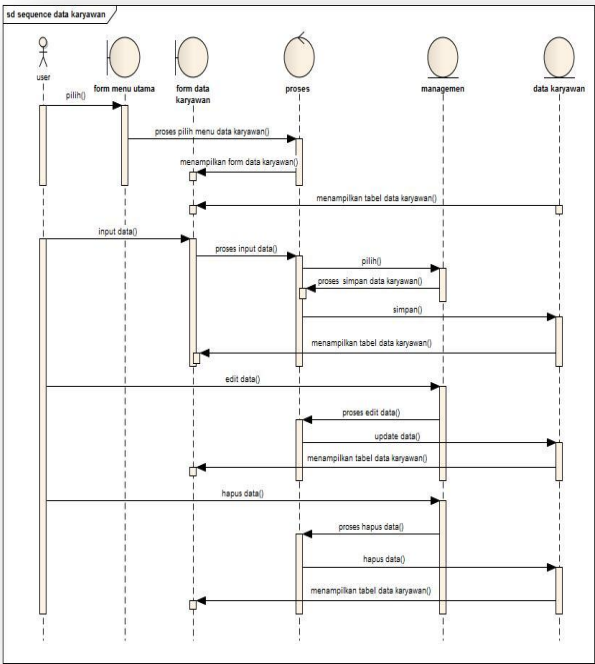 sd sequence data karyawan
user
form menu utama
form data
karyawan
proses
managemen
data karyawan
pilih()
proses pilih menu data karyawan()
menampilkan form data karyawan()
menampilkan tabel data karyawan()
input data()
proses input data()
pilih()
proses simpan data karyawan()
simpan()
menampilkan tabel data karyawan()
edit data()
proses edit data()
update data()
menampilkan tabel data karyawan()
hapus data()
proses hapus data()
hapus data()
menampilkan tabel data karyawan()